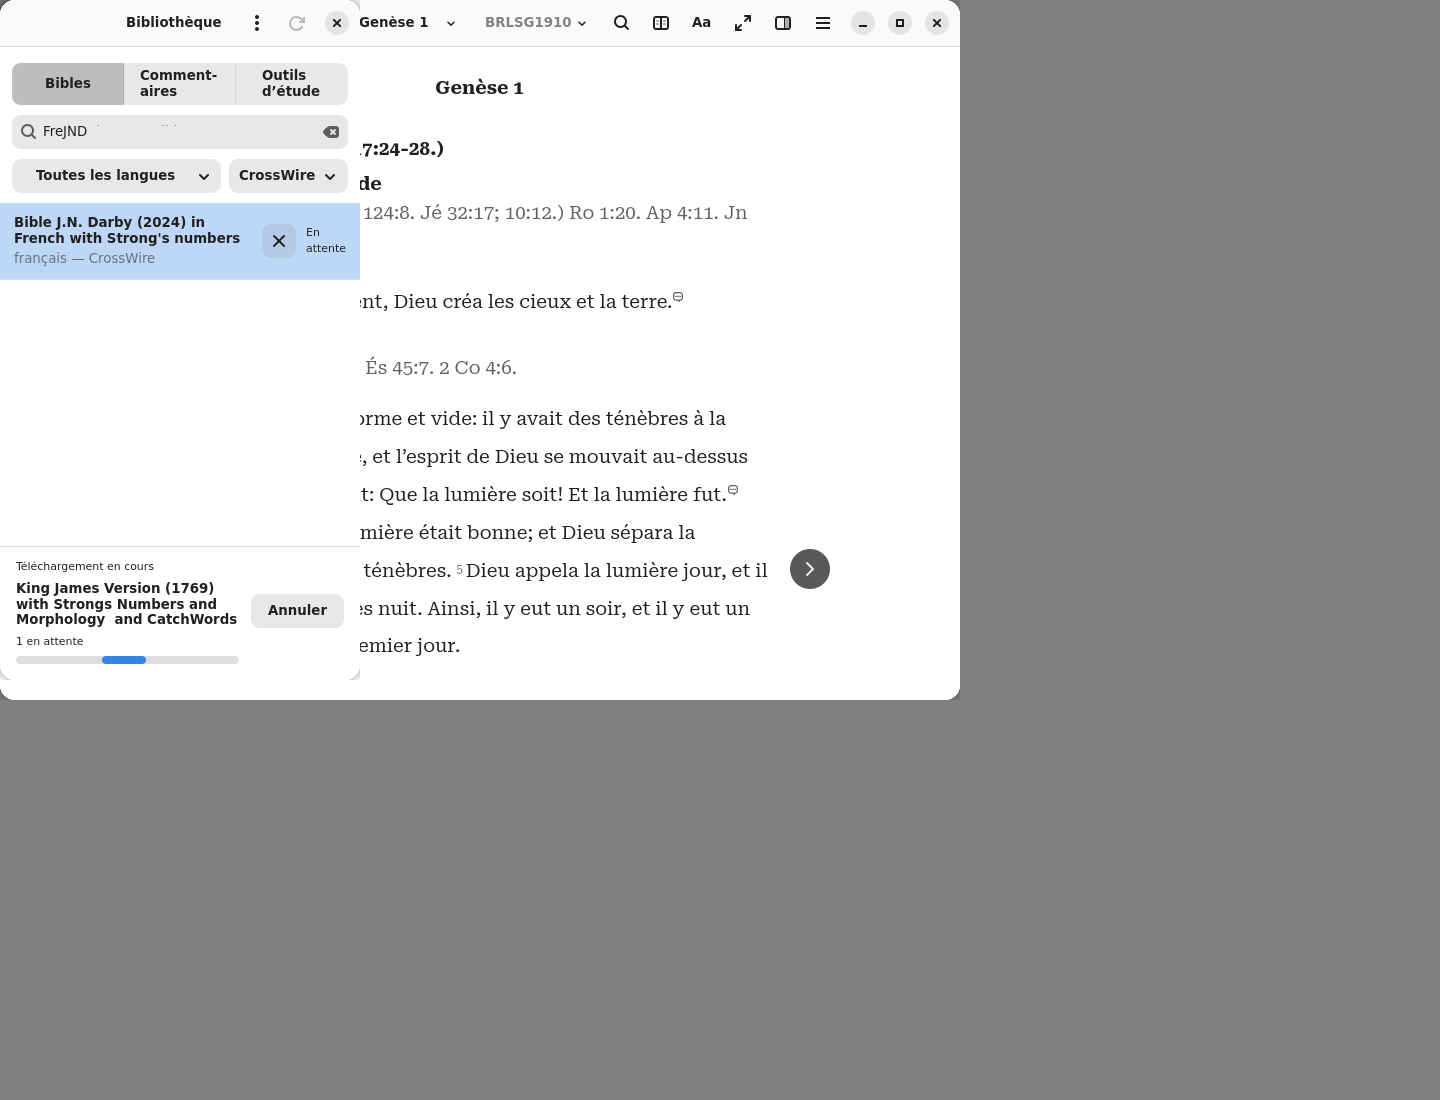 Bibliothèque
Genèse 1
BRLSG1910
Aa
Bibles
Comment-
aires
Outils
d’étude
FreJND
Toutes les langues
CrossWire
Bible J.N. Darby (2024) in
French with Strong's numbers
français — CrossWire
En
attente
Téléchargement en cours
King James Version (1769)
with Strongs Numbers and
Morphology and CatchWords
1 en attente
Annuler
Genèse 1
17:24-28.)
de
124:8. Jé 32:17; 10:12.) Ro 1:20. Ap 4:11. Jn
ent, Dieu créa les cieux et la terre.
És 45:7. 2 Co 4:6.
orme et vide: il y avait des ténèbres à la
e, et l’esprit de Dieu se mouvait au-dessus
it: Que la lumière soit! Et la lumière fut.
mière était bonne; et Dieu sépara la
ténèbres. 5 Dieu appela la lumière jour, et il
es nuit. Ainsi, il y eut un soir, et il y eut un
emier jour.